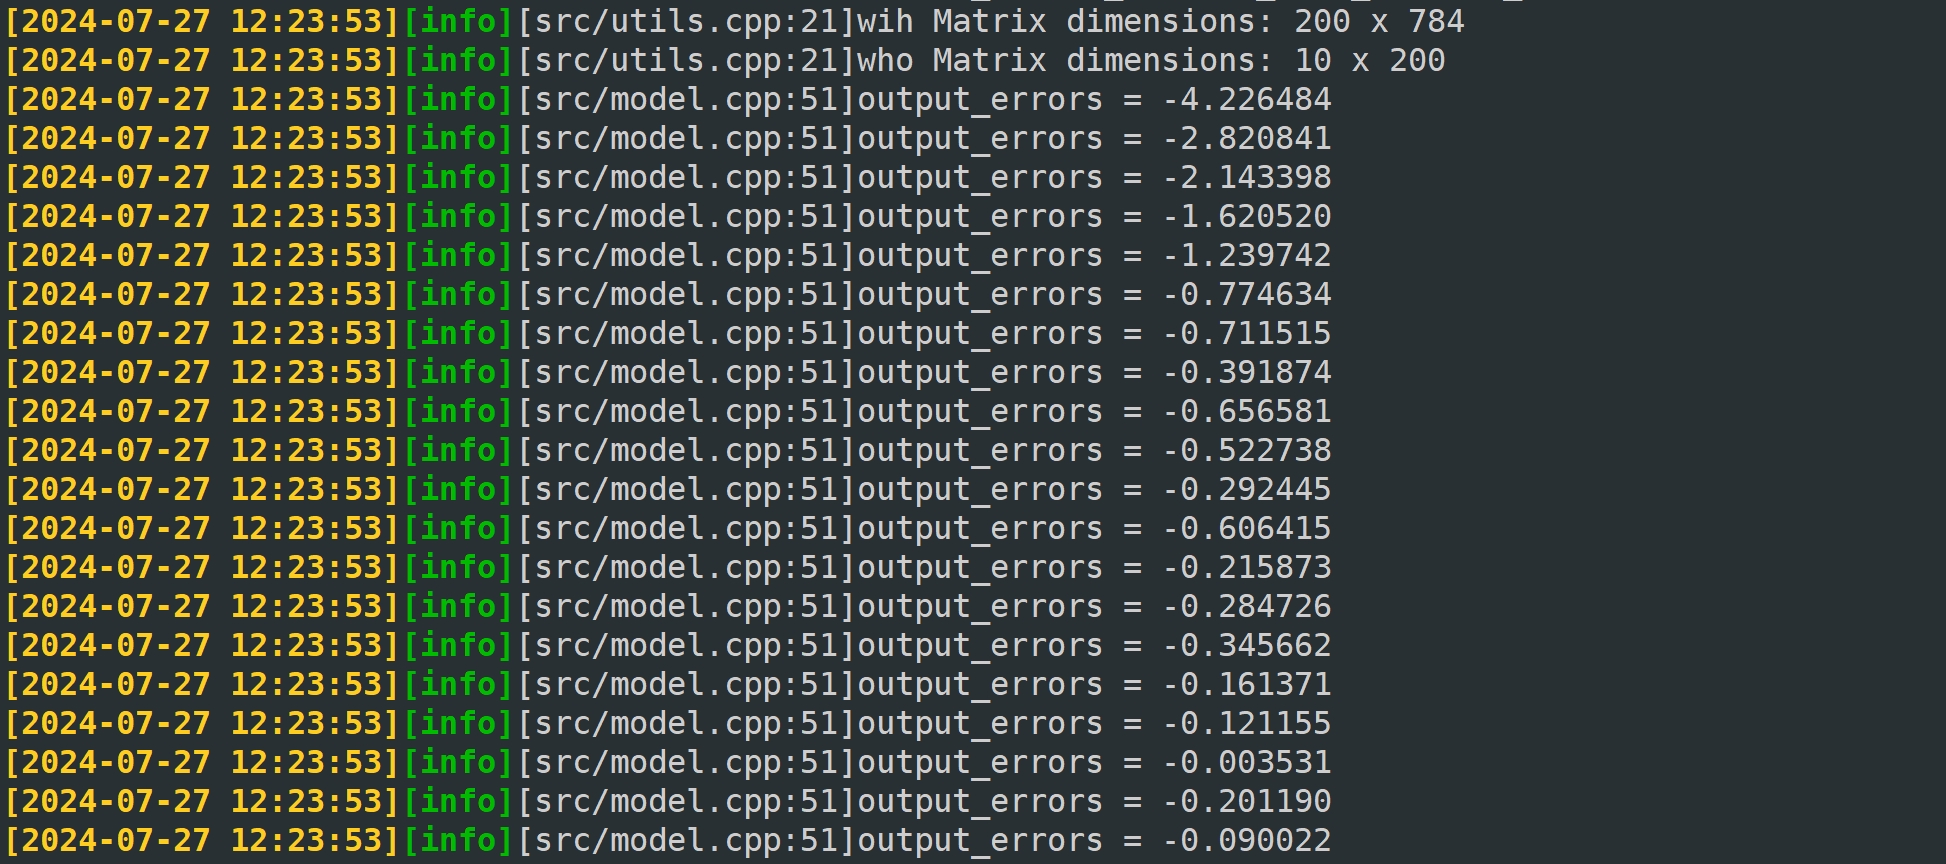 [2024-07-27 12:23:53][info][src/utils.cpp:21]wih Matrix dimensions: 200 x 784
[2024-07-27 12:23:53][info][src/utils.cpp:21]who Matrix dimensions: 10 x 200
[2024-07-27 12:23:53][info][src/model.cpp:51]output_errors = -4.226484
[2024-07-27 12:23:53][info][src/model.cpp:51]output_errors = -2.820841
[2024-07-27 12:23:53][info][src/model.cpp:51]output_errors = -2.143398
[2024-07-27 12:23:53][info][src/model.cpp:51]output_errors = -1.620520
[2024-07-27 12:23:53][info][src/model.cpp:51]output_errors = -1.239742
[2024-07-27 12:23:53][info][src/model.cpp:51]output_errors = -0.774634
[2024-07-27 12:23:53][info][src/model.cpp:51]output_errors = -0.711515
[2024-07-27 12:23:53][info][src/model.cpp:51]output_errors = -0.391874
[2024-07-27 12:23:53][info][src/model.cpp:51]output_errors = -0.656581
[2024-07-27 12:23:53][info][src/model.cpp:51]output_errors = -0.522738
[2024-07-27 12:23:53][info][src/model.cpp:51]output_errors = -0.292445
[2024-07-27 12:23:53][info][src/model.cpp:51]output_errors = -0.606415
[2024-07-27 12:23:53][info][src/model.cpp:51]output_errors = -0.215873
[2024-07-27 12:23:53][info][src/model.cpp:51]output_errors = -0.284726
[2024-07-27 12:23:53][info][src/model.cpp:51]output_errors = -0.345662
[2024-07-27 12:23:53][info][src/model.cpp:51]output_errors = -0.161371
[2024-07-27 12:23:53][info][src/model.cpp:51]output_errors = -0.121155
[2024-07-27 12:23:53][info][src/model.cpp:51]output_errors = -0.003531
[2024-07-27 12:23:53][info][src/model.cpp:51]output_errors = -0.201190
[2024-07-27 12:23:53][info][src/model.cpp:51]output_errors = -0.090022